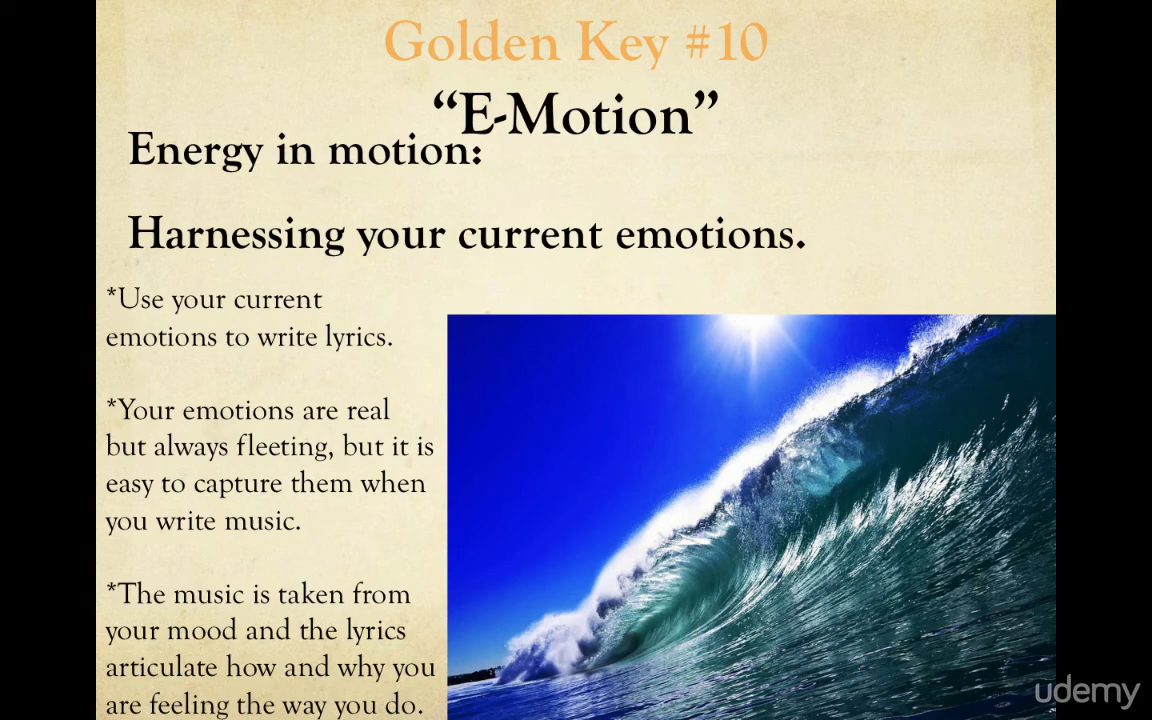 Golden Key #10
“E-Motion”
Energy in motion:
Harnessing your current emotions.
*Use your current
emotions to write lyrics.
*Your emotions are real
but always fleeting, but it is
easy to capture them when
you write music.
*The music is taken from
your mood and the lyrics
articulate how and why you
are feeling the way you do.
udemy